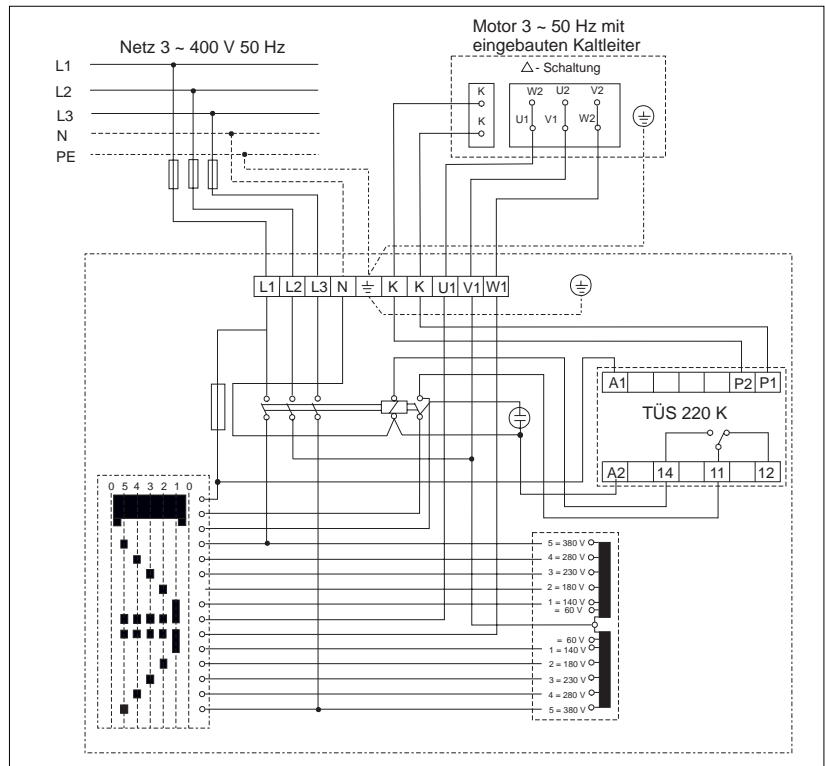 Motor 3 ~ 50 Hz mit
eingebauten Kaltleiter
Netz 3 ~ 400 V 50 Hz
△- Schaltung
L1
L2
L3
N
PE
K
K
W2 U2 V2
U1 V1 W2
L1 L2 L3 N K K U1 V1 W1
A1 P2 P1
TÜS 220 K
A2 14 11 12
0 5 4 3 2 1 0
5 = 380 V
4 = 280 V
3 = 230 V
2 = 180 V
1 = 140 V
= 60 V
= 60 V
1 = 140 V
2 = 180 V
3 = 230 V
4 = 280 V
5 = 380 V